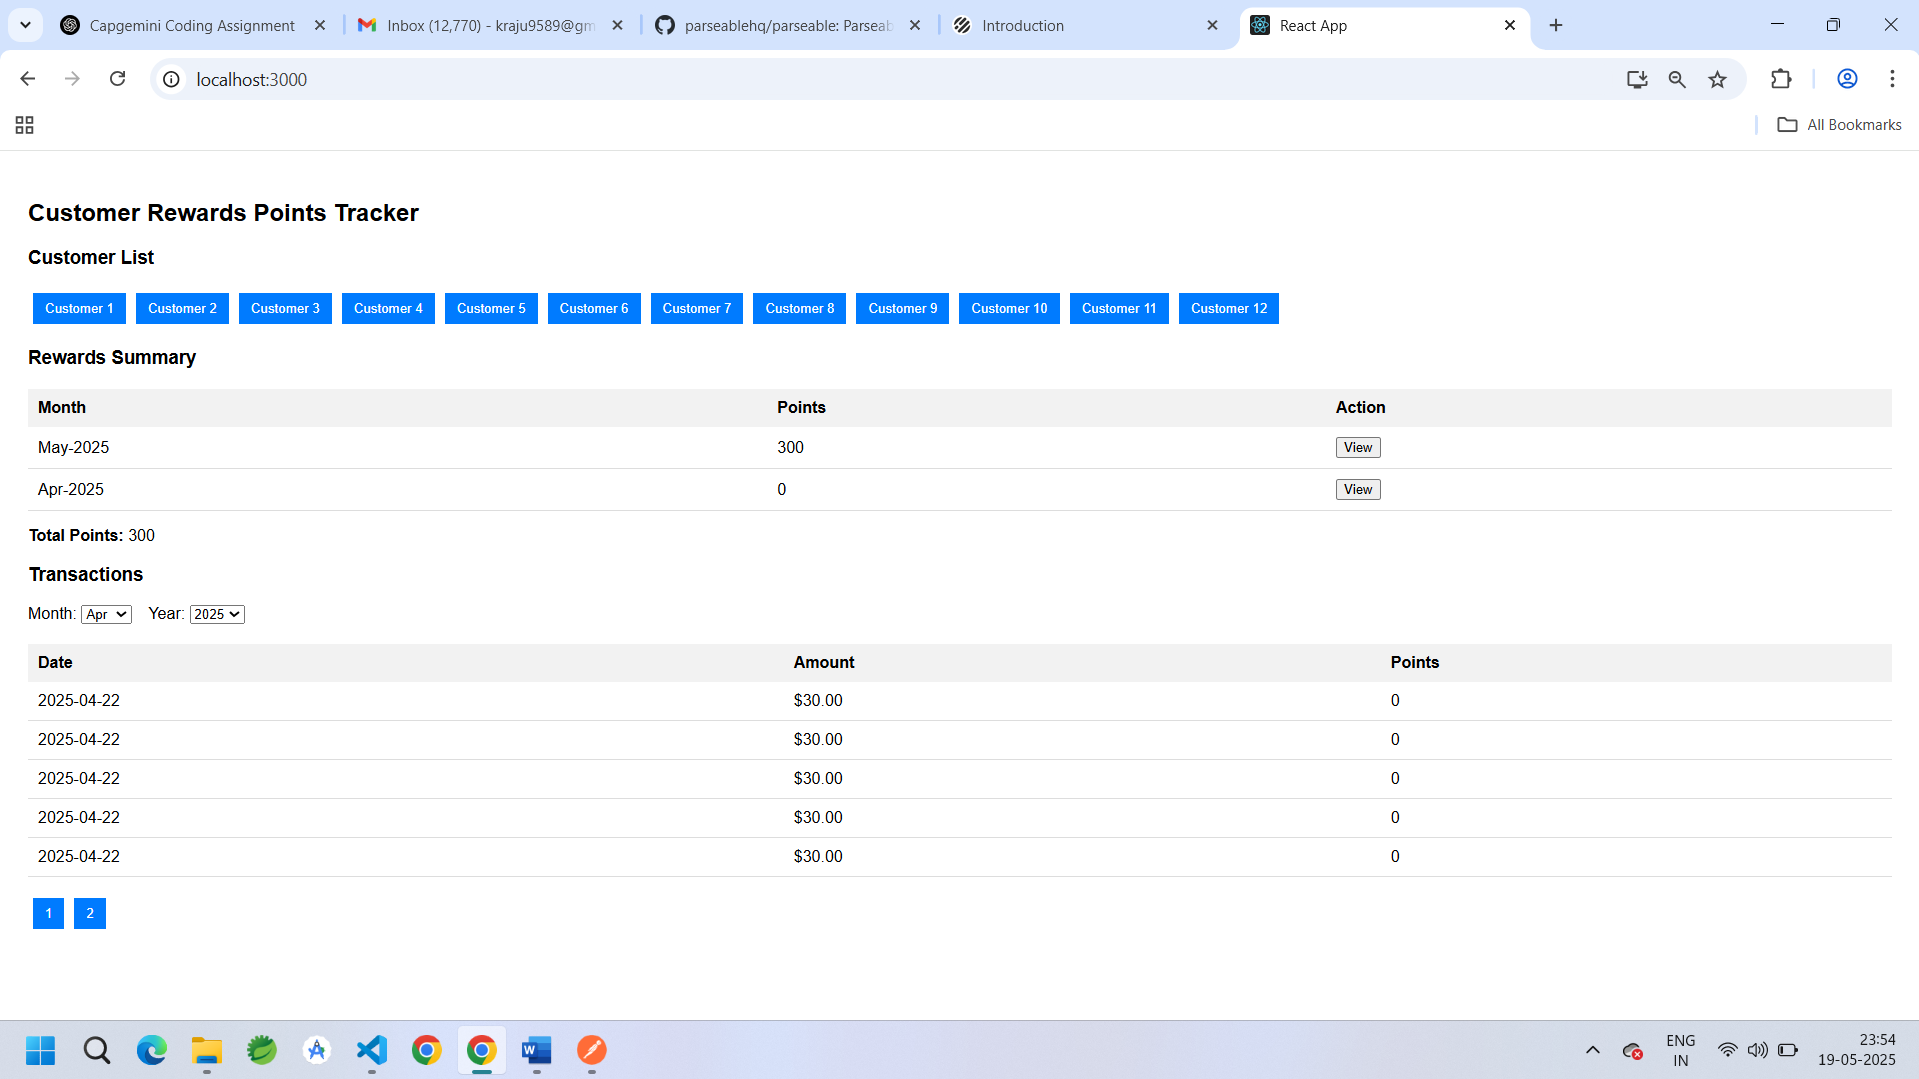 Capgemini Coding Assignment
Inbox (12,770) - kraju9589@gm
parseablehq/parseable: Parseab
Introduction
React App
localhost:3000
All Bookmarks
Customer Rewards Points Tracker
Customer List
Customer 1 Customer 2 Customer 3 Customer 4 Customer 5 Customer 6 Customer 7 Customer 8 Customer 9 Customer 10 Customer 11 Customer 12
Rewards Summary
Month Points Action
May-2025 300 View
Apr-2025 0 View
Total Points: 300
Transactions
Month: Apr Year: 2025
Date Amount Points
2025-04-22 $30.00 0
2025-04-22 $30.00 0
2025-04-22 $30.00 0
2025-04-22 $30.00 0
2025-04-22 $30.00 0
1 2
ENG
IN
23:54
19-05-2025